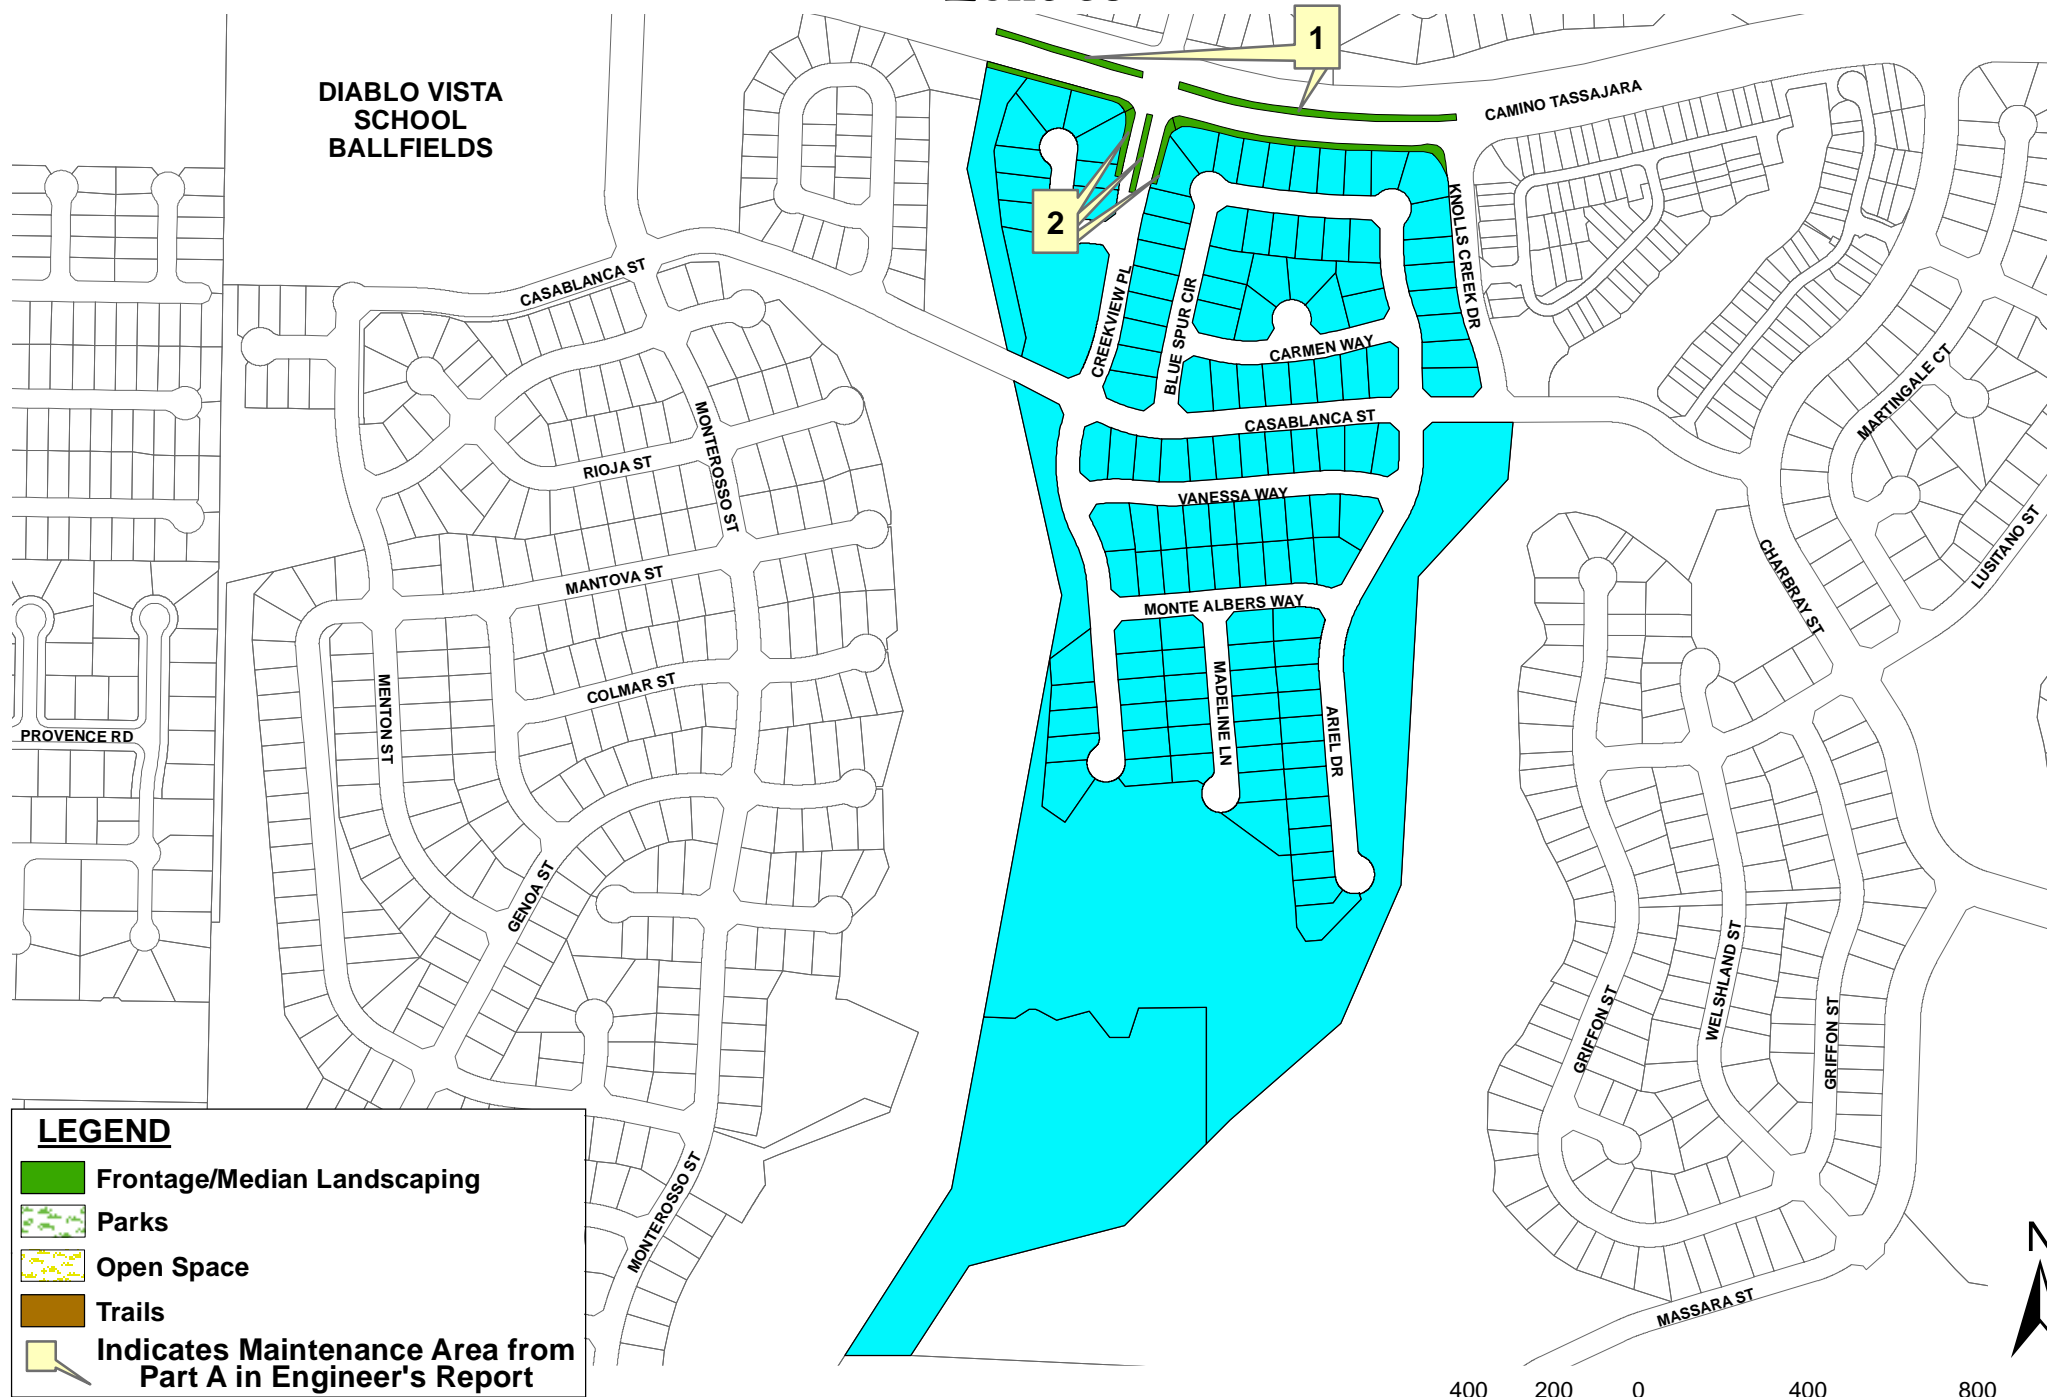 1
DIABLO VISTA
SCHOOL
BALLFIELDS
CAMINO TASSAJARA
2
KNOLLS CREEK DR
CASABLANCA ST
CREEKVIEW PL
BLUE SPUR CIR
CARMEN WAY
MARTINGALE CT
CASABLANCA ST
MONTEROSSO ST
RIOJA ST
VANESSA WAY
LUSITANO ST
CHARBRAY ST
MANTOVA ST
MONTE ALBERS WAY
MENTON ST
COLMAR ST
MADELINE LN
ARIEL DR
PROVENCE RD
GENOA ST
WELSHLAND ST
GRIFFON ST
GRIFFON ST
MONTEROSSO ST
MASSARA ST
N
LEGEND
Frontage/Median Landscaping
Parks
Open Space
Trails
Indicates Maintenance Area from
Part A in Engineer's Report
400 200 0 400 800